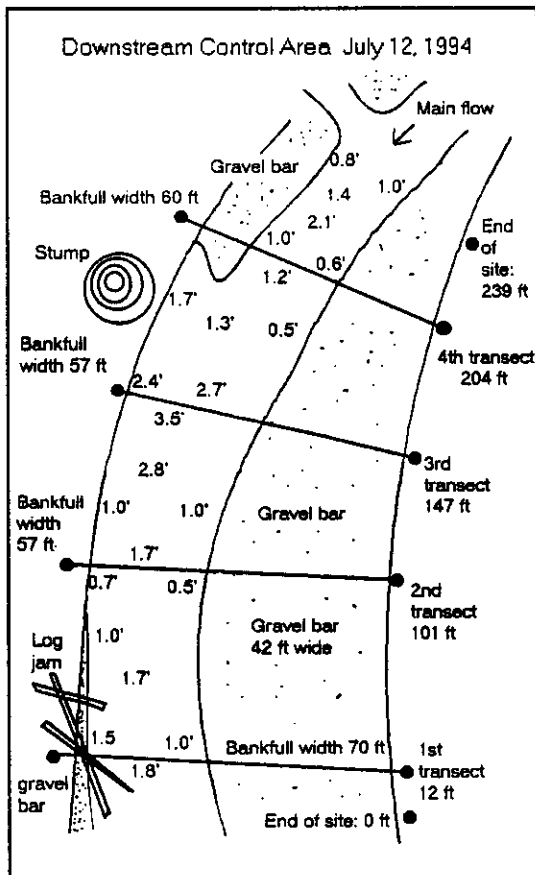 Downstream Control Area July 12, 1994
Main flow
Gravel bar
0.8'
1.4
1.0'
Bankfull width 60 ft
2.1'
1.0'
End of site: 239 ft
Stump
1.2'
0.6'
1.7'
1.3'
0.5'
4th transect
204 ft
Bankfull
width 57 ft
2.4'
2.7'
3.5'
3rd
transect
147 ft
2.8'
Bankfull
width
57 ft
1.0'
1.0'
Gravel bar
1.7'
0.7'
0.5'
2nd
transect
101 ft
Log
jam
1.0'
Gravel bar
42 ft wide
1.7'
1.5
1.0'
Bankfull width 70 ft
1st
transect
12 ft
1.8'
gravel
bar
End of site: 0 ft